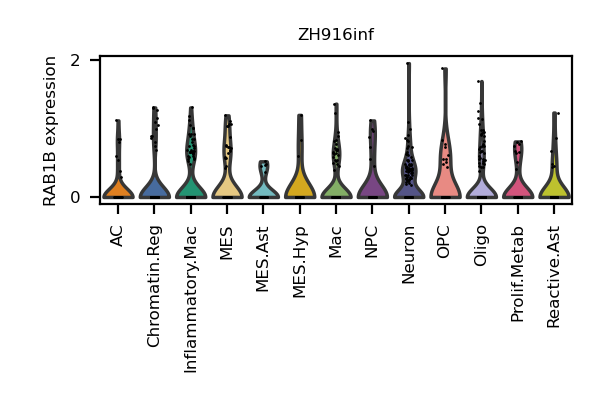 ZH916inf
RAB1B expression
2
0
AC
Chromatin.Reg
Inflammatory.Mac
MES
MES.Ast
MES.Hyp
Mac
NPC
Neuron
OPC
Oligo
Prolif.Metab
Reactive.Ast